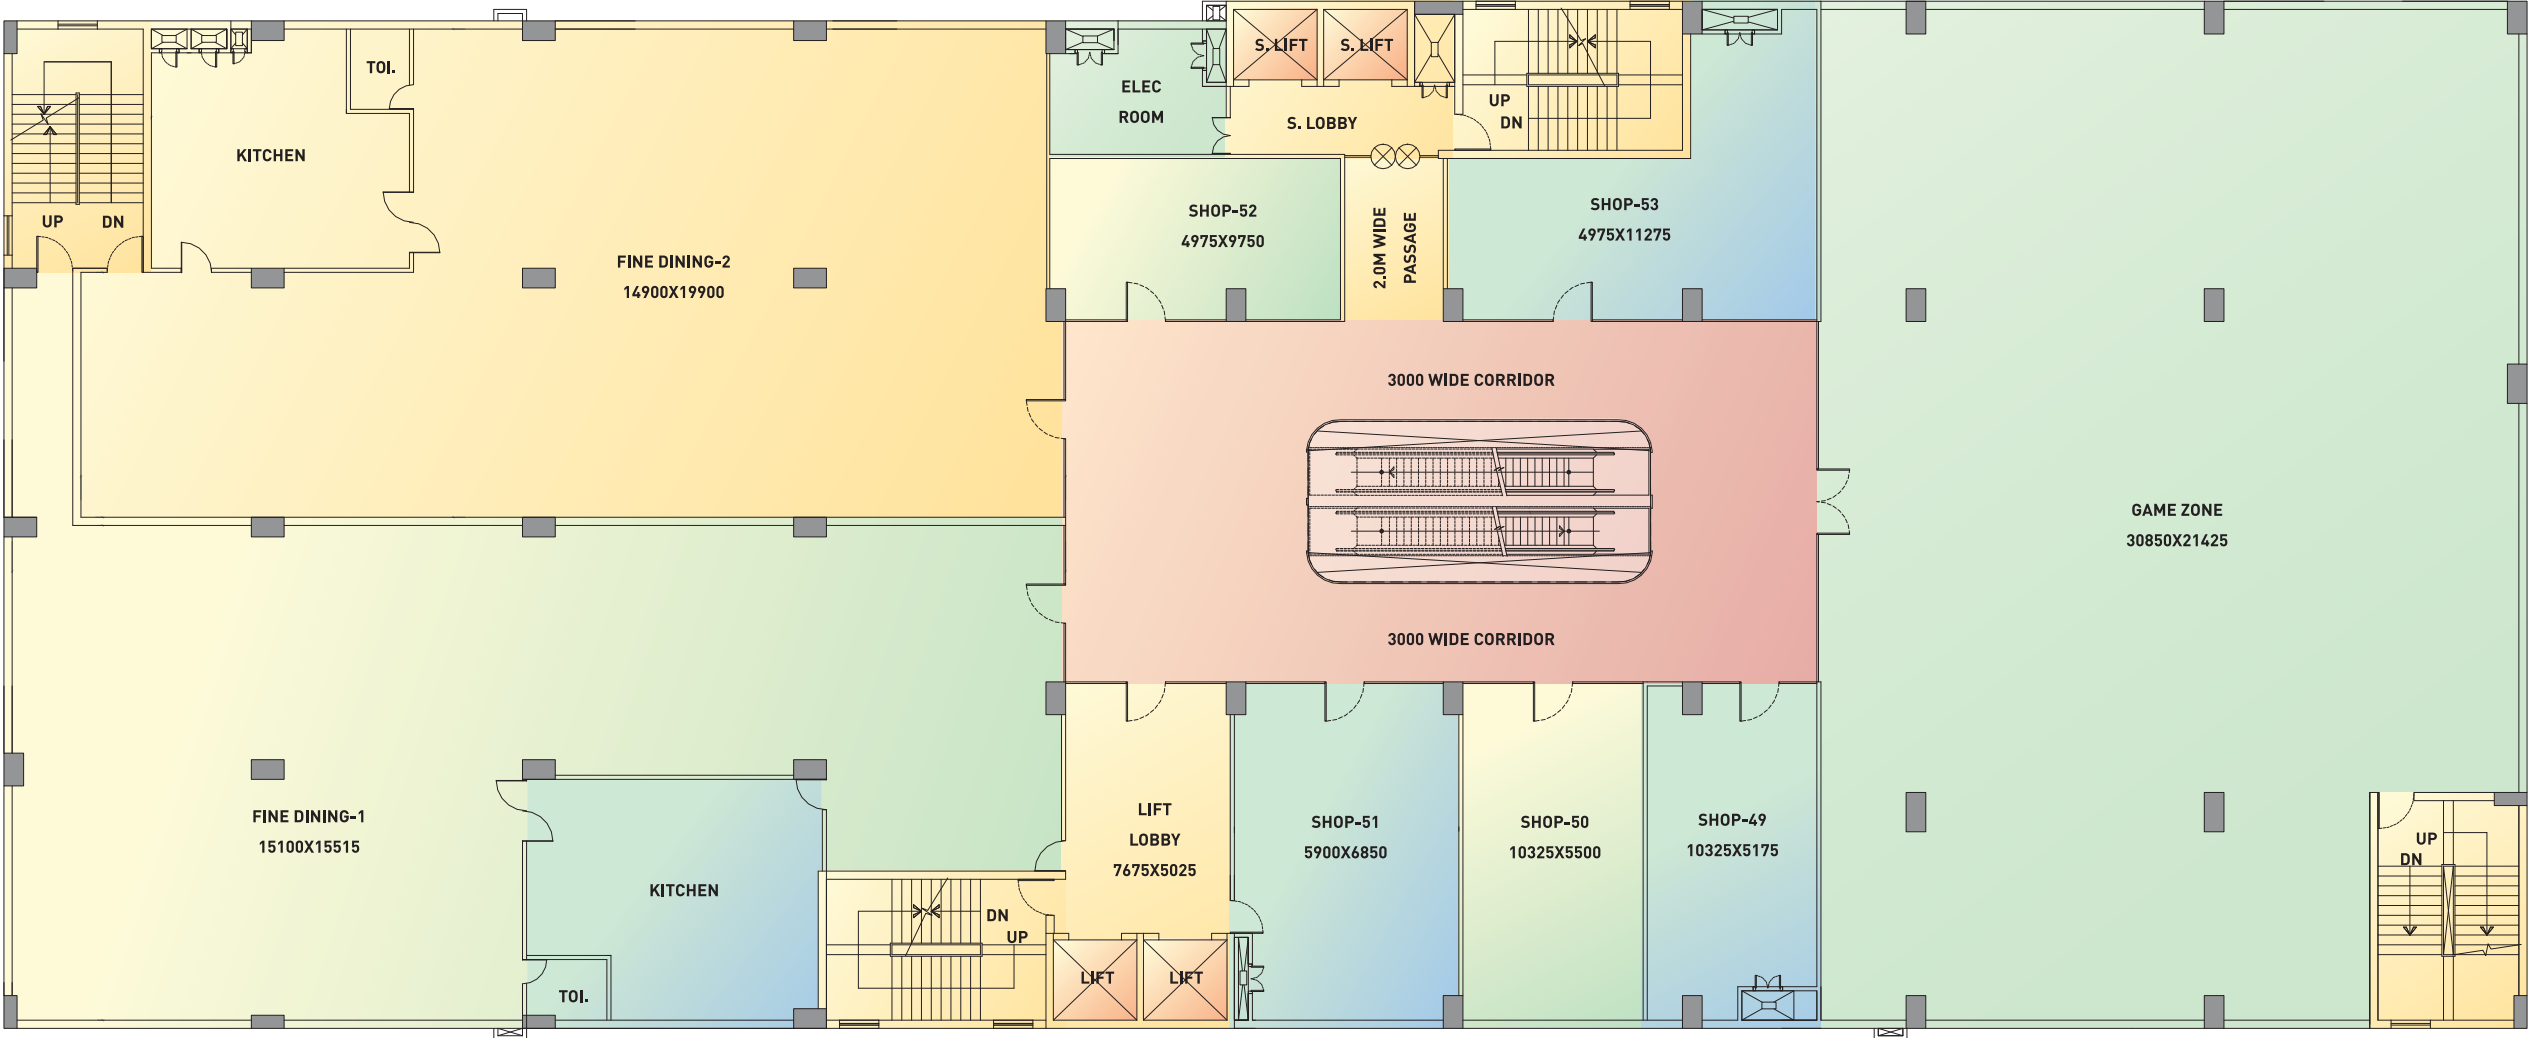 TOI.
KITCHEN
UP
DN
FINE DINING-2
14900X19900
ELEC
ROOM
S. LIFT
S. LIFT
S. LOBBY
UP
DN
SHOP-52
4975X9750
2.0M WIDE
PASSAGE
SHOP-53
4975X11275
3000 WIDE CORRIDOR
3000 WIDE CORRIDOR
GAME ZONE
30850X21425
FINE DINING-1
15100X15515
KITCHEN
TOI.
DN
UP
LIFT
LOBBY
7675X5025
LIFT
LIFT
SHOP-51
5900X6850
SHOP-50
10325X5500
SHOP-49
10325X5175
UP
DN